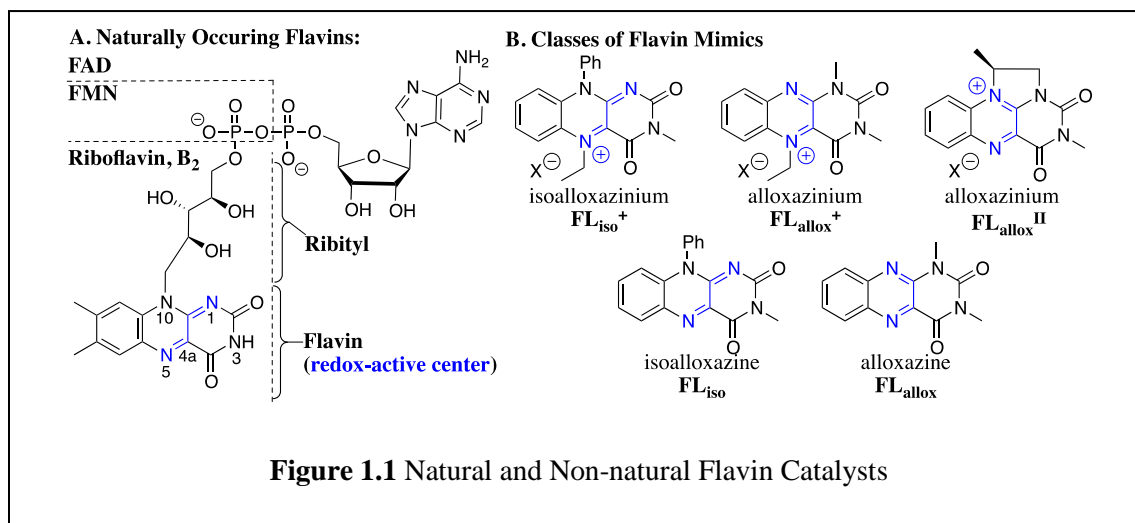 A. Naturally Occuring Flavins:
FAD
FMN
Riboflavin, B2
NH2
N
N
N
N
O
O
⊖O
P
O
P
O
O
O⊖
O
OH HO
HO
OH
OH
Ribityl
N
10
N
1
O
N
5
4a
NH
3
O
Flavin
(redox-active center)
B. Classes of Flavin Mimics
Ph
N
N
O
N
⊕
N
O
X⊖
isoalloxazinium
FLiso+
N
N
O
N
⊕
N
O
X⊖
alloxazinium
FLallox+
⊕
N
N
O
N
N
O
X⊖
alloxazinium
FLalloxII
Ph
N
N
O
N
N
O
isoalloxazine
FLiso
N
N
O
N
N
O
alloxazine
FLallox
Figure 1.1 Natural and Non-natural Flavin Catalysts